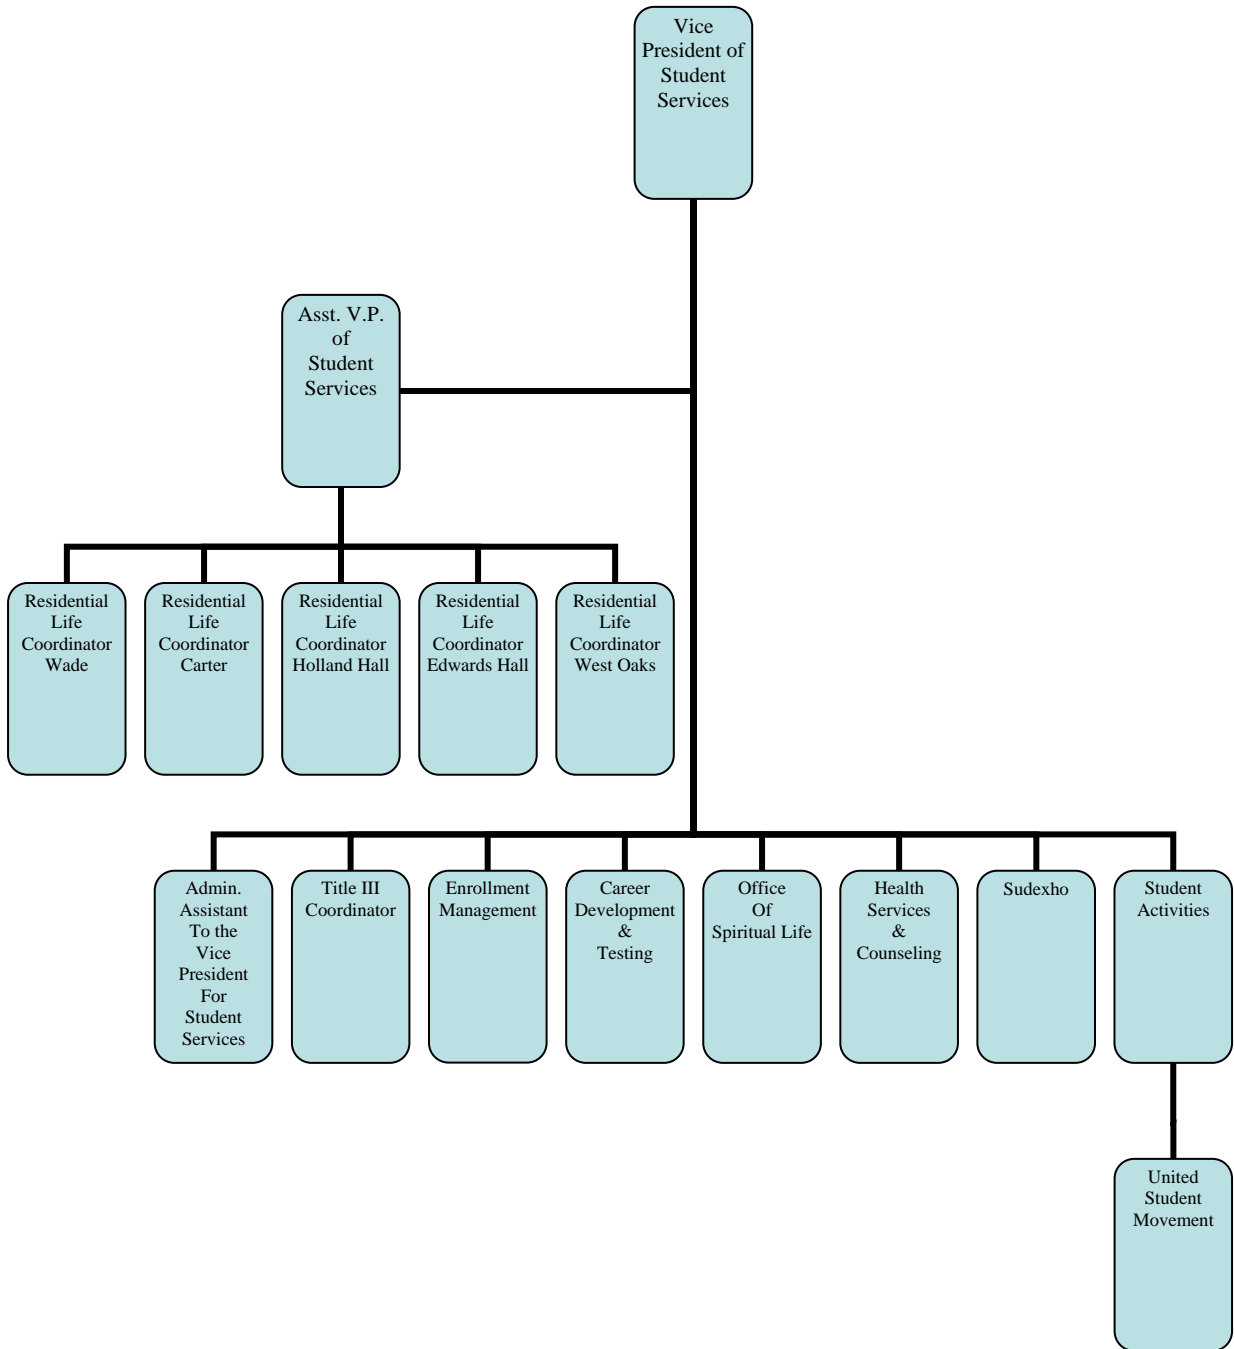 Vice
President of
Student
Services
Asst. V.P.
of
Student
Services
Residential
Life
Coordinator
Wade
Residential
Life
Coordinator
Carter
Residential
Life
Coordinator
Holland Hall
Residential
Life
Coordinator
Edwards Hall
Residential
Life
Coordinator
West Oaks
Admin.
Assistant
To the
Vice
President
For
Student
Services
Title III
Coordinator
Enrollment
Management
Career
Development
&
Testing
Office
Of
Spiritual Life
Health
Services
&
Counseling
Sudexho
Student
Activities
United
Student
Movement